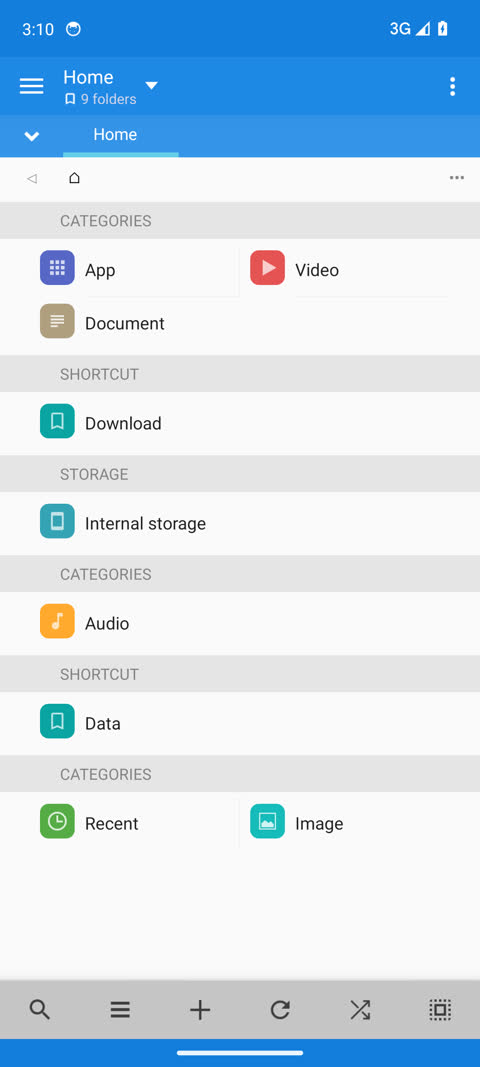 3:10
3G
Home
9 folders
Home
CATEGORIES
App
Video
Document
SHORTCUT
Download
STORAGE
Internal storage
CATEGORIES
Audio
SHORTCUT
Data
CATEGORIES
Recent
Image